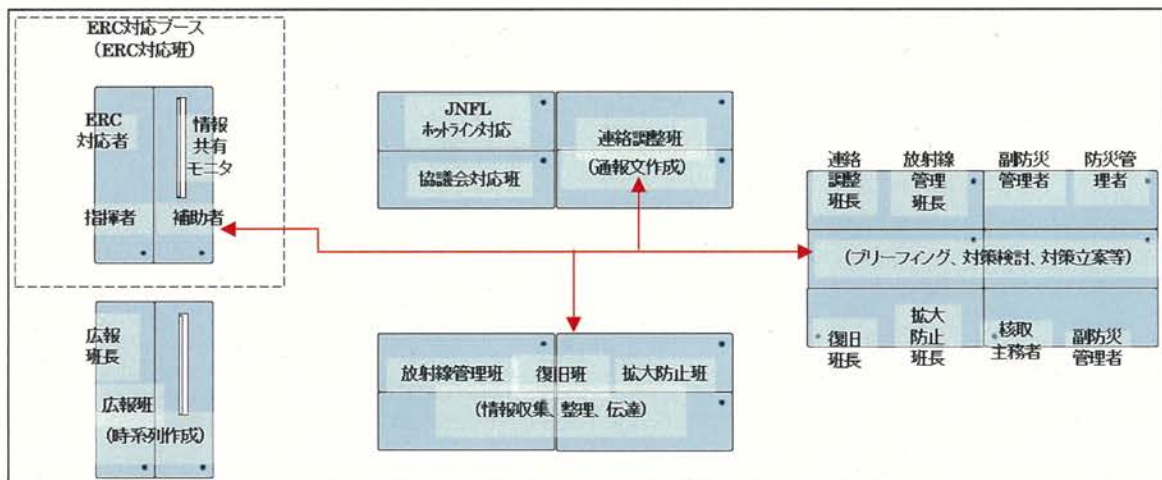 ERC対応ブース
(ERC対応班)
ERC
対応者
情報
共有
モニタ
指揮者
補助者
広報
班長
広報班
(時系列作成)
JNFL
ホットライン対応
協議会対応班
連絡調整班
(通報文作成)
放射線管理班
復旧班
拡大防止班
(情報収集、整理、伝達)
連絡
調整
班長
放射線
管理
班長
副防災
管理者
防災管
理者
(ブリーフィング、対策検討、対策立案等)
復旧
班長
拡大
防止
班長
核取
主務者
副防災
管理者